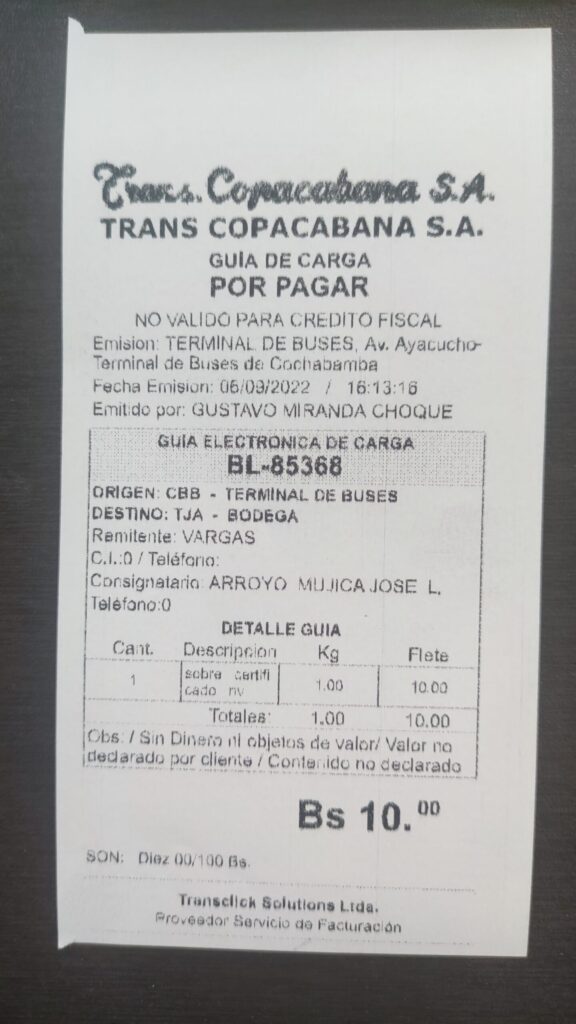 Trans. Copacabana S.A.
TRANS COPACABANA S.A.
GUIA DE CARGA
POR PAGAR
NO VALIDO PARA CREDITO FISCAL
Emision: TERMINAL DE BUSES, Av. Ayacucho-
Terminal de Buses de Cochabamba
Fecha Emision: 06/09/2022 / 16:13:16
Emitido por: GUSTAVO MIRANDA CHOQUE
GUIA ELECTRONICA DE CARGA
BL-85368
ORIGEN: CBB - TERMINAL DE BUSES
DESTINO: TJA - BODEGA
Remitente: VARGAS
C.I.:0 / Teléfono:
Consignatario: ARROYO MUJICA JOSE L.
Teléfono:0
DETALLE GUIA
Cant. Descripcion Kg Flete
1 sobre certifi 1.00 10.00
cado nv
Totales: 1.00 10.00
Obs: / Sin Dinero ni objetos de valor/ Valor no
declarado por cliente / Contenido no declarado
Bs 10.00
SON: Diez 00/100 Bs.
Transclick Solutions Ltda.
Proveedor Servicio de Facturación